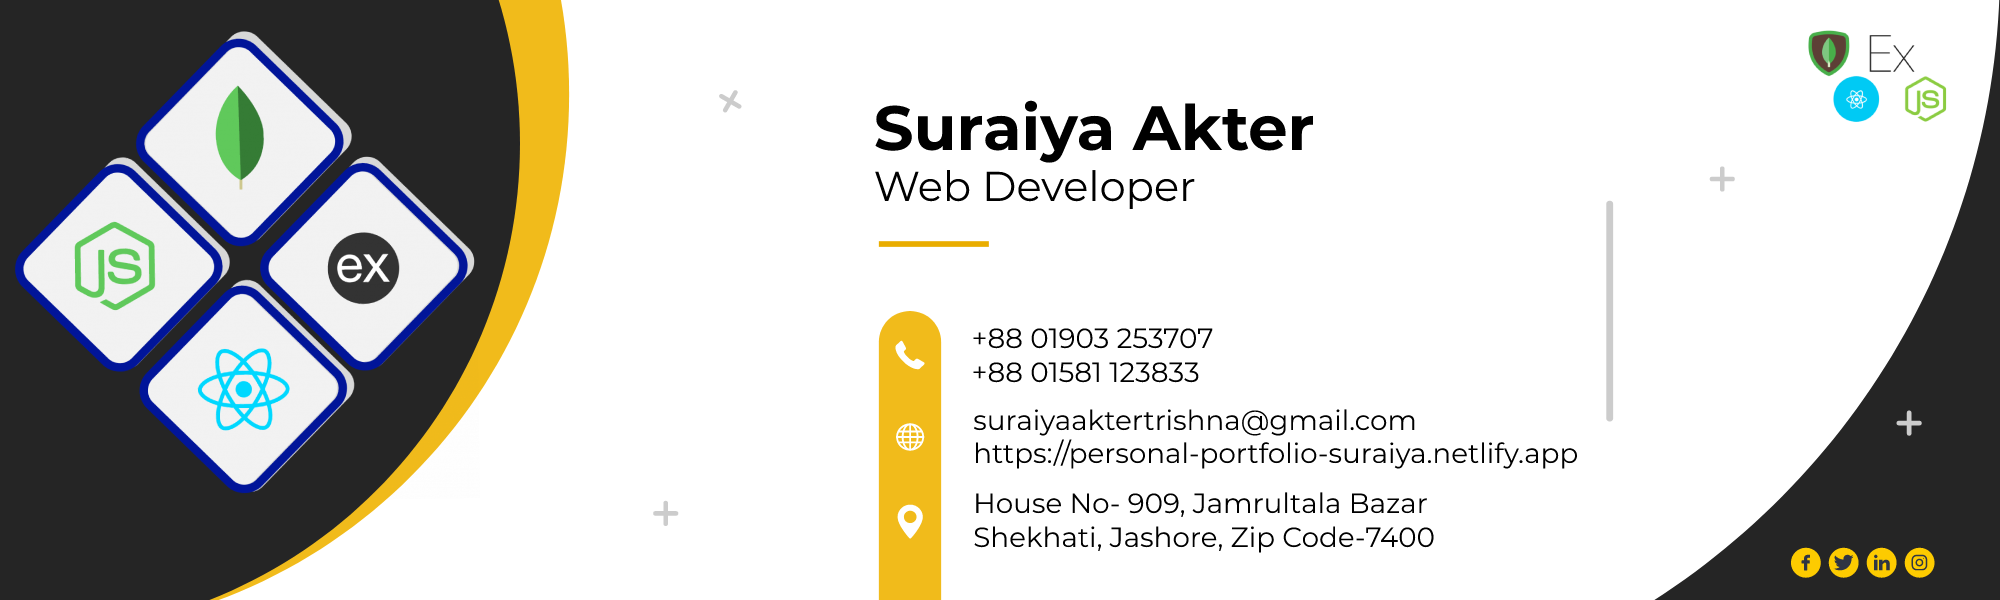 JS
ex
Suraiya Akter
Web Developer
+88 01903 253707
+88 01581 123833
suraiyaaktertrishna@gmail.com
https://personal-portfolio-suraiya.netlify.app
House No- 909, Jamrultala Bazar
Shekhati, Jashore, Zip Code-7400
Ex
JS
f
in